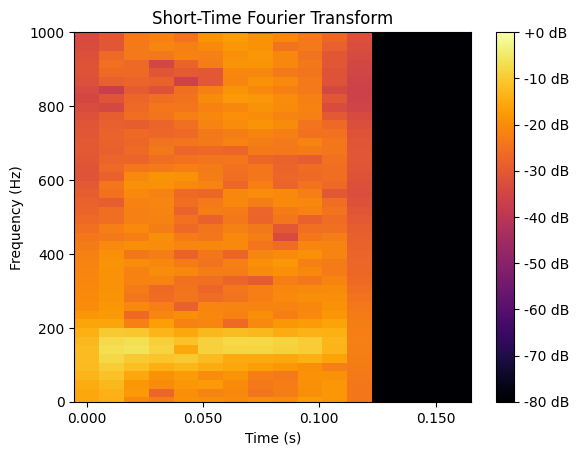 Short-Time Fourier Transform
1000
800
600
400
200
0
Frequency (Hz)
0.000
0.050
0.100
0.150
Time (s)
+0 dB
-10 dB
-20 dB
-30 dB
-40 dB
-50 dB
-60 dB
-70 dB
-80 dB